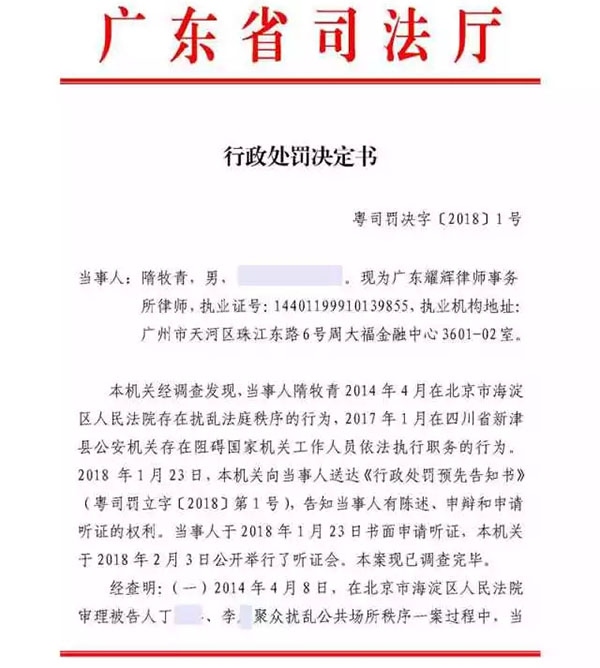 广东省司法厅
行政处罚决定书
粤司罚决字〔2018〕1号
当事人：隋牧青，男，。现为广东耀辉律师事务
所律师，执业证号：14401199910139855，执业机构地址：
广州市天河区珠江东路6号周大福金融中心3601-02室。
本机关经调查发现，当事人隋牧青2014年4月在北京市海淀
区人民法院存在扰乱法庭秩序的行为，2017年1月在四川省新津
县公安机关存在阻碍国家机关工作人员依法执行职务的行为。
2018 年1月23日，本机关向当事人送达《行政处罚预先告知书》
（粤司罚立字〔2018〕第1号），告知当事人有陈述、申辩和申请
听证的权利。当事人于2018年1月23日书面申请听证，本机关
于2018年2月3日公开举行了听证会。本案现已调查完毕。
经查明：（一）2014年4月8日，在北京市海淀区人民法院
审理被告人丁、李聚众扰乱公共场所秩序一案过程中，当